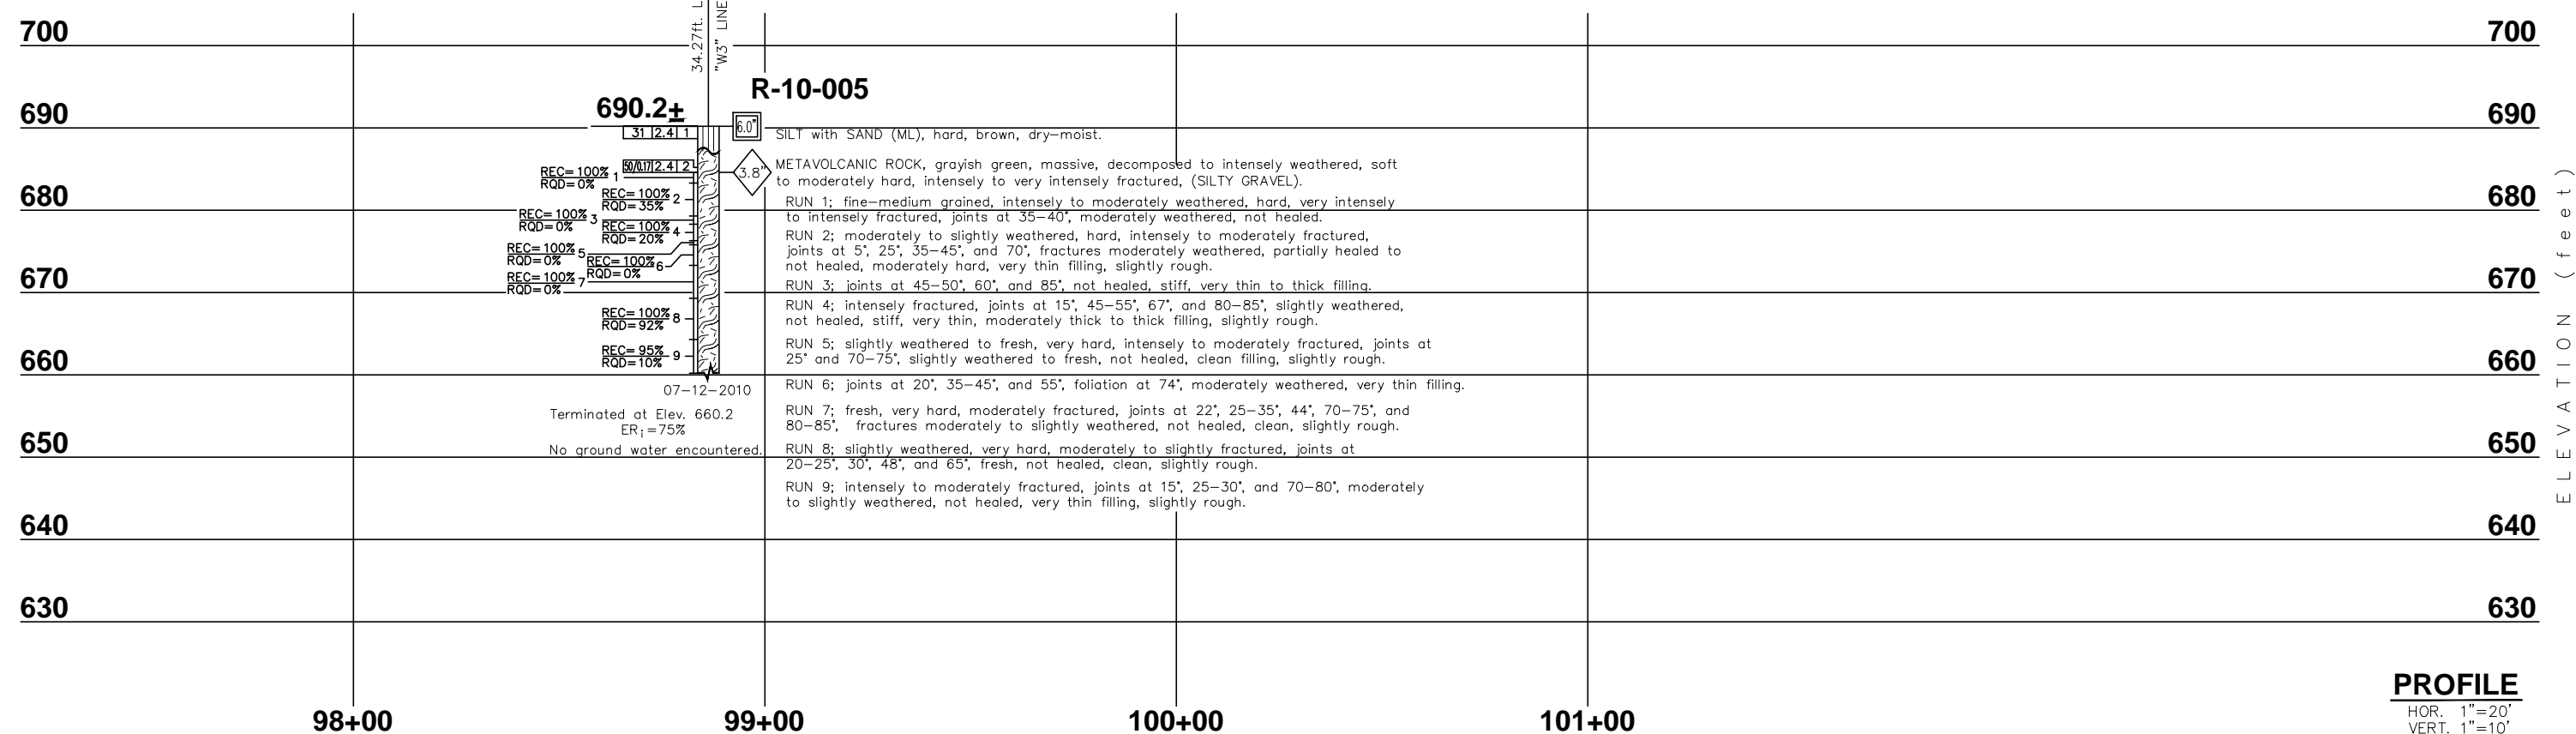 34.27ft. L
"W3" LINE
700
700
R-10-005
690.2±
690
690
31 2.4 1
6.0"
SILT with SAND (ML), hard, brown, dry-moist.
50/0.17 2.4 2
3.8"
METAVOLCANIC ROCK, grayish green, massive, decomposed to intensely weathered, soft
to moderately hard, intensely to very intensely fractured, (SILTY GRAVEL).
REC= 100% 1
RQD= 0%
REC= 100% 2
RQD= 35%
680
680
RUN 1; fine-medium grained, intensely to moderately weathered, hard, very intensely
to intensely fractured, joints at 35-40°, moderately weathered, not healed.
REC= 100% 3
RQD= 0%
REC= 100% 4
RQD= 20%
RUN 2; moderately to slightly weathered, hard, intensely to moderately fractured,
joints at 5°, 25°, 35-45°, and 70°, fractures moderately weathered, partially healed to
not healed, moderately hard, very thin filling, slightly rough.
REC= 100% 5
RQD= 0%
REC= 100% 6
RQD= 0%
REC= 100% 7
RQD= 0%
670
670
RUN 3; joints at 45-50°, 60°, and 85°, not healed, stiff, very thin to thick filling.
RUN 4; intensely fractured, joints at 15°, 45-55°, 67°, and 80-85°, slightly weathered,
not healed, stiff, very thin, moderately thick to thick filling, slightly rough.
REC= 100% 8
RQD= 92%
RUN 5; slightly weathered to fresh, very hard, intensely to moderately fractured, joints at
25° and 70-75°, slightly weathered to fresh, not healed, clean filling, slightly rough.
REC= 95% 9
RQD= 10%
660
660
RUN 6; joints at 20°, 35-45°, and 55°, foliation at 74°, moderately weathered, very thin filling.
07-12-2010
Terminated at Elev. 660.2
ERi=75%
RUN 7; fresh, very hard, moderately fractured, joints at 22°, 25-35°, 44°, 70-75°, and
80-85°, fractures moderately to slightly weathered, not healed, clean, slightly rough.
650
650
No ground water encountered.
RUN 8; slightly weathered, very hard, moderately to slightly fractured, joints at
20-25°, 30°, 48°, and 65°, fresh, not healed, clean, slightly rough.
RUN 9; intensely to moderately fractured, joints at 15°, 25-30°, and 70-80°, moderately
to slightly weathered, not healed, very thin filling, slightly rough.
640
640
630
630
ELEVATION (feet)
98+00
99+00
100+00
101+00
PROFILE
HOR. 1"=20'
VERT. 1"=10'